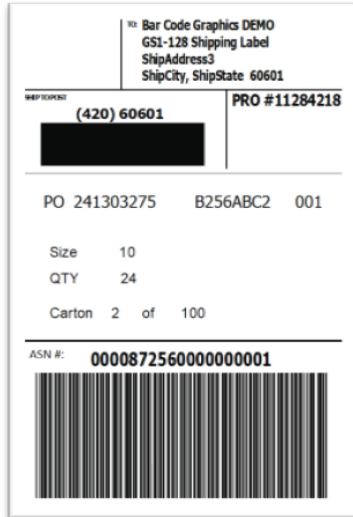 TO: Bar Code Graphics DEMO
GS1-128 Shipping Label
ShipAddress3
ShipCity, ShipState 60601
SHIP TO POST
(420) 60601
PRO #11284218
PO 241303275 B256ABC2 001
Size 10
QTY 24
Carton 2 of 100
ASN #: 00008725600000000001